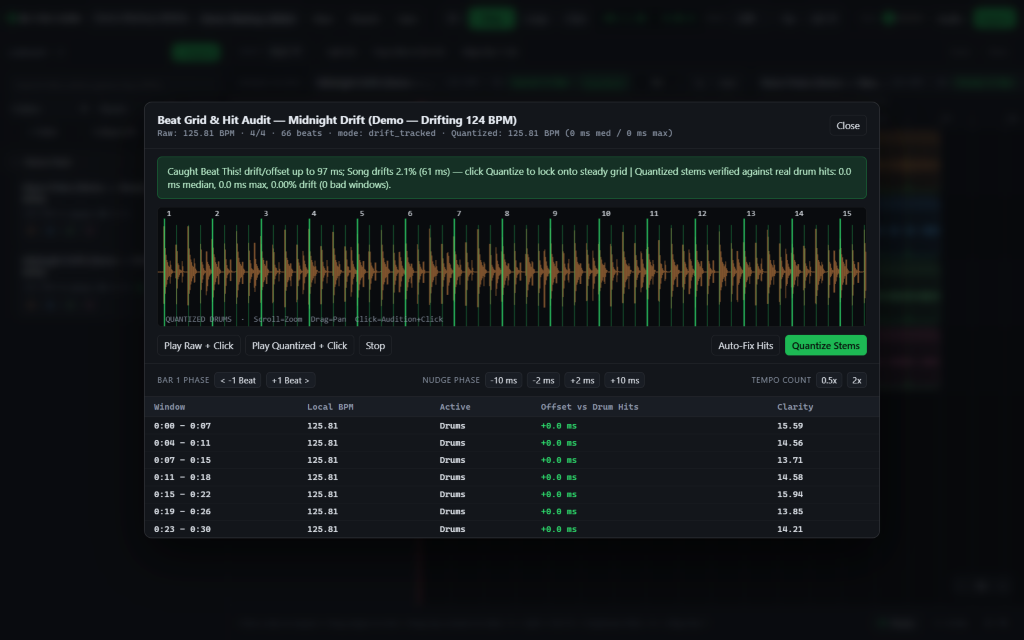 Beat Grid & Hit Audit — Midnight Drift (Demo — Drifting 124 BPM)
Raw: 125.81 BPM · 4/4 · 66 beats · mode: drift_tracked · Quantized: 125.81 BPM (0 ms med / 0 ms max)
Close
Caught Beat This! drift/offset up to 97 ms; Song drifts 2.1% (61 ms) — click Quantize to lock onto steady grid | Quantized stems verified against real drum hits: 0.0
ms median, 0.0 ms max, 0.00% drift (0 bad windows).
1 2 3 4 5 6 7 8 9 10 11 12 13 14 15
QUANTIZED DRUMS · Scroll=Zoom Drag=Pan Click=Audition+Click
Play Raw + Click Play Quantized + Click Stop Auto-Fix Hits Quantize Stems
BAR 1 PHASE < -1 Beat +1 Beat > NUDGE PHASE -10 ms -2 ms +2 ms +10 ms TEMPO COUNT 0.5x 2x
Window Local BPM Active Offset vs Drum Hits Clarity
0:00 – 0:07 125.81 Drums +0.0 ms 15.59
0:04 – 0:11 125.81 Drums +0.0 ms 14.56
0:07 – 0:15 125.81 Drums +0.0 ms 13.71
0:11 – 0:18 125.81 Drums +0.0 ms 14.58
0:15 – 0:22 125.81 Drums +0.0 ms 15.94
0:19 – 0:26 125.81 Drums +0.0 ms 13.85
0:23 – 0:30 125.81 Drums +0.0 ms 14.21